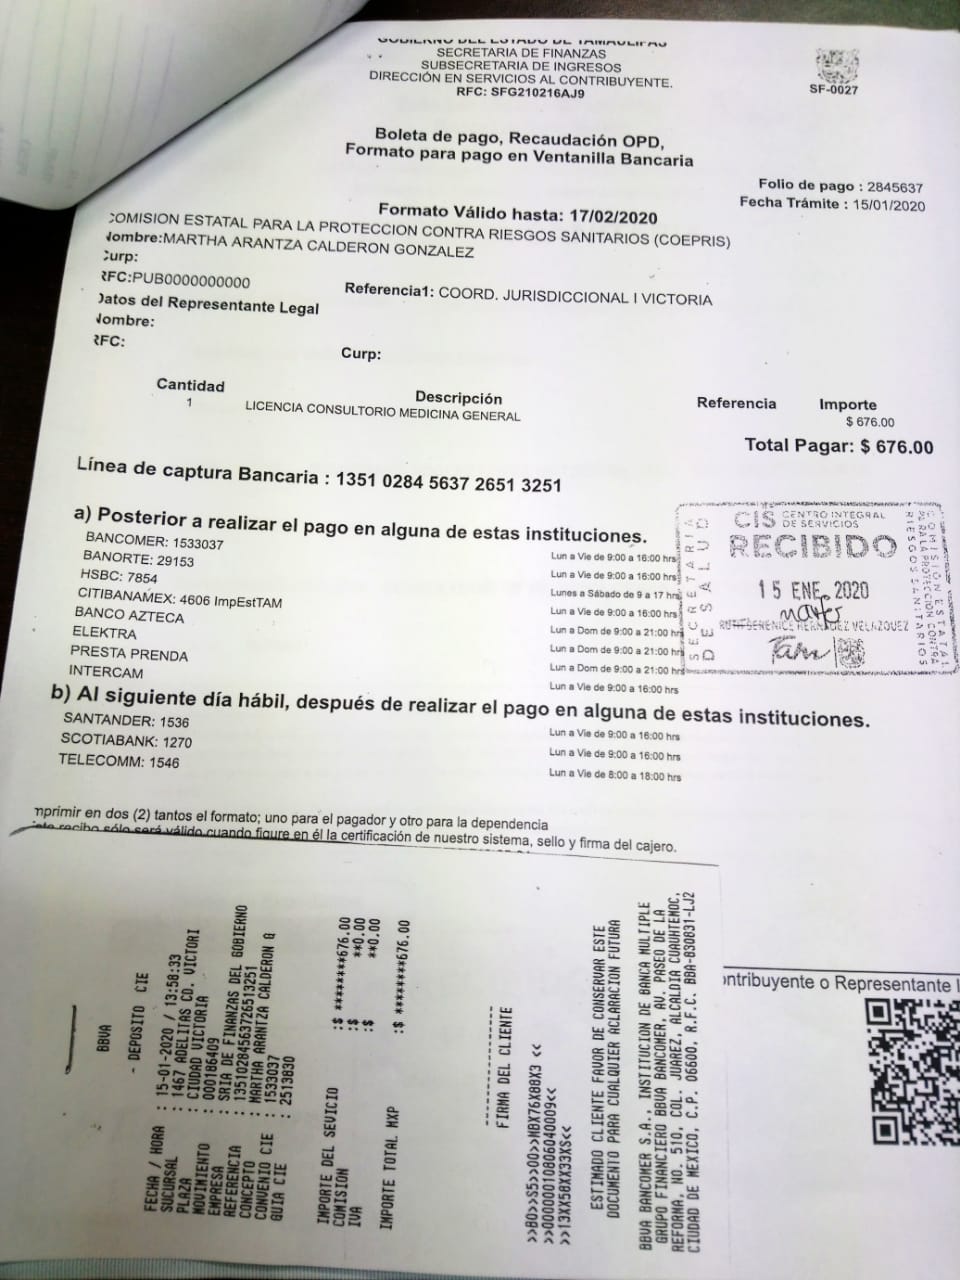 GOBIERNO DEL ESTADO DE TAMAULIPAS
SECRETARIA DE FINANZAS
SUBSECRETARIA DE INGRESOS
DIRECCIÓN EN SERVICIOS AL CONTRIBUYENTE.
RFC: SFG210216AJ9
SF-0027
Boleta de pago, Recaudación OPD,
Formato para pago en Ventanilla Bancaria
Folio de pago : 2845637
Fecha Trámite : 15/01/2020
Formato Válido hasta: 17/02/2020
COMISION ESTATAL PARA LA PROTECCION CONTRA RIESGOS SANITARIOS (COEPRIS)
Nombre:MARTHA ARANTZA CALDERON GONZALEZ
Curp:
RFC:PUB0000000000
Referencia1: COORD. JURISDICCIONAL I VICTORIA
Datos del Representante Legal
Nombre:
RFC:
Curp:
Cantidad Descripción Referencia Importe
1 LICENCIA CONSULTORIO MEDICINA GENERAL $ 676.00
Total Pagar: $ 676.00
Línea de captura Bancaria : 1351 0284 5637 2651 3251
a) Posterior a realizar el pago en alguna de estas instituciones.
BANCOMER: 1533037 Lun a Vie de 9:00 a 16:00 hrs
BANORTE: 29153 Lun a Vie de 9:00 a 16:00 hrs
HSBC: 7854 Lunes a Sábado de 9 a 17 hrs
CITIBANAMEX: 4606 ImpEstTAM Lun a Vie de 9:00 a 16:00 hrs
BANCO AZTECA Lun a Dom de 9:00 a 21:00 hrs
ELEKTRA Lun a Dom de 9:00 a 21:00 hrs
PRESTA PRENDA Lun a Dom de 9:00 a 21:00 hrs
INTERCAM Lun a Vie de 9:00 a 16:00 hrs
SECRETARIA
DE SALUD
CIS CENTRO INTEGRAL
DE SERVICIOS
RECIBIDO
15 ENE. 2020
HERNÁNDEZ VELAZQUEZ
Tam
COMISIÓN ESTATAL
PARA LA PROTECCIÓN CONTRA
RIESGOS SANITARIOS
b) Al siguiente día hábil, después de realizar el pago en alguna de estas instituciones.
SANTANDER: 1536 Lun a Vie de 9:00 a 16:00 hrs
SCOTIABANK: 1270 Lun a Vie de 9:00 a 16:00 hrs
TELECOMM: 1546 Lun a Vie de 8:00 a 18:00 hrs
mprimir en dos (2) tantos el formato; uno para el pagador y otro para la dependencia
recibo sólo será válido cuando figure en él la certificación de nuestro sistema, sello y firma del cajero.
ontribuyente o Representante l
BBVA
- DEPOSITO CIE
FECHA / HORA : 15-01-2020 / 13:58:33
SUCURSAL : 1467 ADELITAS CD. VICTORI
PLAZA : CIUDAD VICTORIA
MOVIMIENTO : 000186409
EMPRESA : SRIA DE FINANZAS DEL GOBIERNO
REFERENCIA : 13510284563726513251
CONCEPTO : MARTHA ARANTZA CALDERON G
CONVENIO CIE : 1533037
GUIA CIE : 2513830
IMPORTE DEL SEVICIO :$ ********676.00
COMISION :$ **0.00
IVA :$ **0.00
IMPORTE TOTAL MXP :$ ********676.00
FIRMA DEL CLIENTE
>>BO>>S5>>OO>>MBX76X88X3 <<
>>0000001080604000​9<<
>>13XX58XX33XS<<
ESTIMADO CLIENTE FAVOR DE CONSERVAR ESTE
DOCUMENTO PARA CUALQUIER ACLARACION FUTURA
BBVA BANCOMER S.A., INSTITUCION DE BANCA MULTIPLE
GRUPO FINANCIERO BBVA BANCOMER, AV. PASEO DE LA
REFORMA, NO. 510, COL. JUAREZ, ALCALDIA CUAUHTEMOC,
CIUDAD DE MEXICO, C.P. 06600, R.F.C. BBA-830831-LJ2